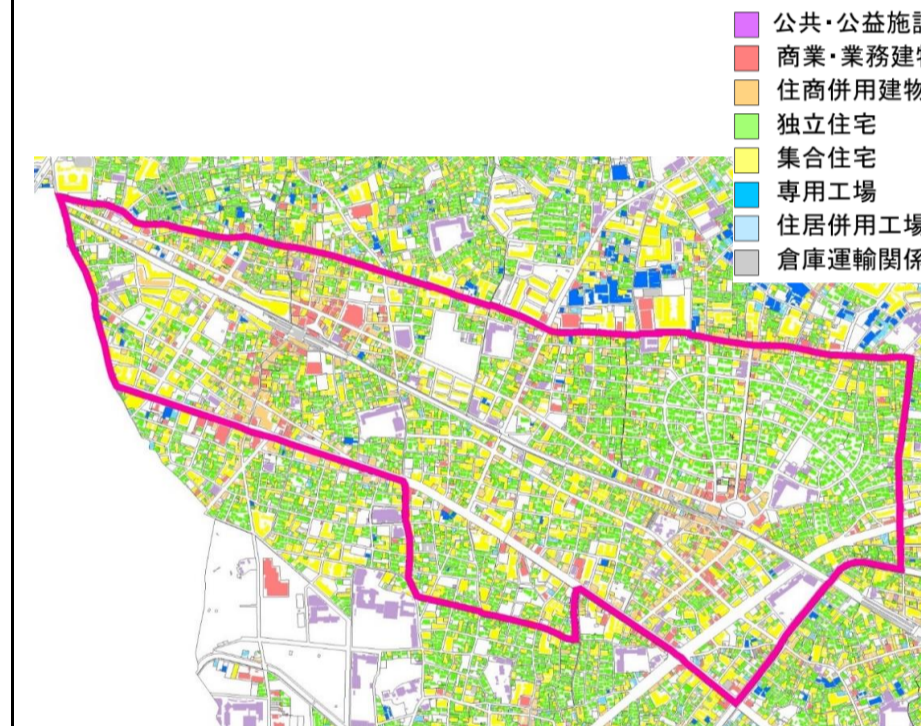 公共・公益施設
商業・業務建物
住商併用建物
独立住宅
集合住宅
専用工場
住居併用工場
倉庫運輸関係